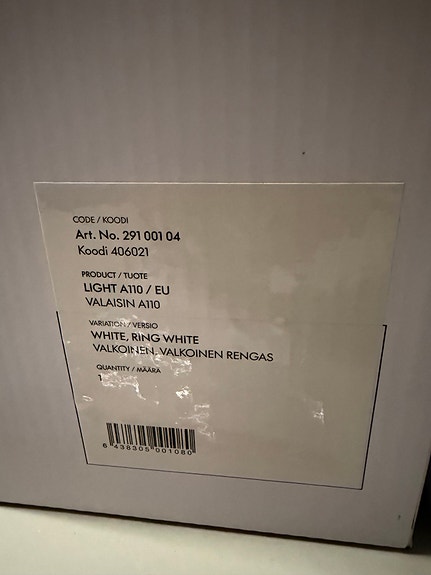 CODE / KOODI
Art. No. 291 001 04
Koodi 406021
PRODUCT / TUOTE
LIGHT A110 / EU
VALAISIN A110
VARIATION / VERSIO
WHITE, RING WHITE
VALKOINEN, VALKOINEN RENGAS
QUANTITY / MÄÄRÄ
1
6 438305 001080